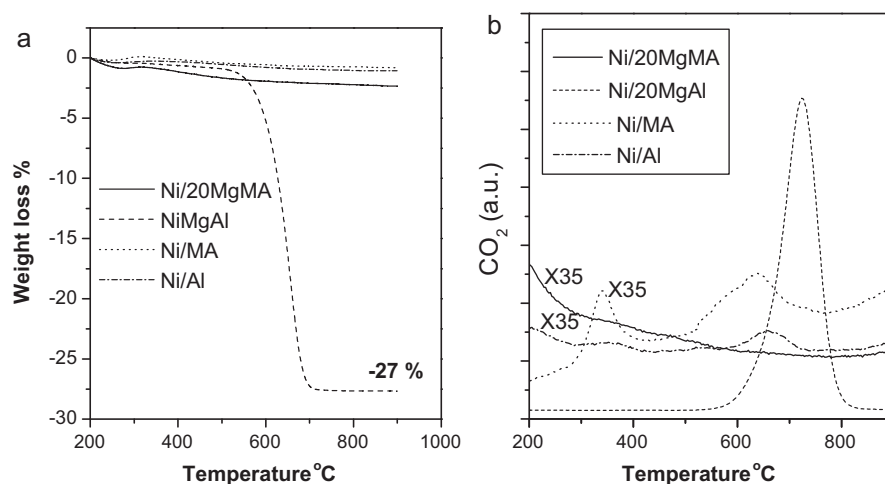 a
0
-5
-10
-15
-20
-25
-30
Weight loss %
Ni/20MgMA
NiMgAl
Ni/MA
Ni/Al
-27 %
200 400 600 800 1000
Temperature°C
b
Ni/20MgMA
Ni/20MgAl
Ni/MA
Ni/Al
CO₂ (a.u.)
X35
X35
X35
200 400 600 800
Temperature°C